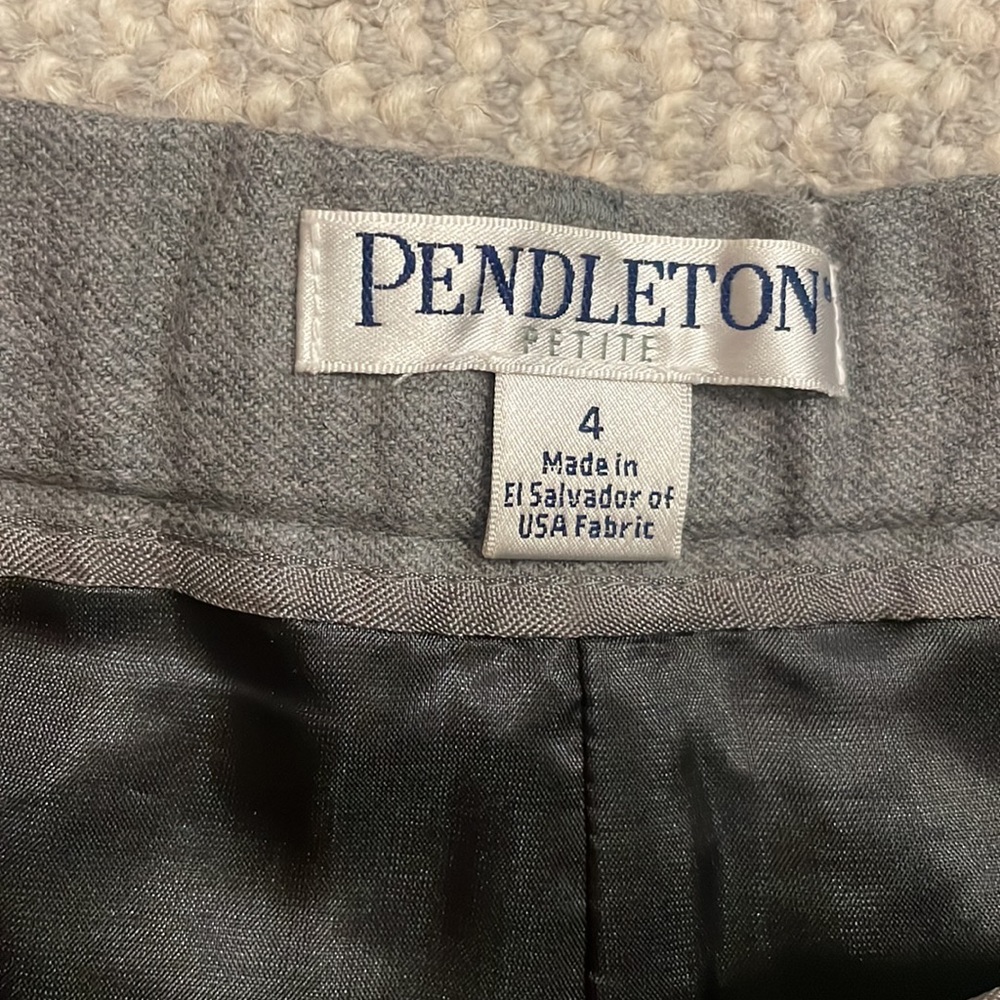 PENDLETON
PETITE
4
Made in
El Salvador of
USA Fabric